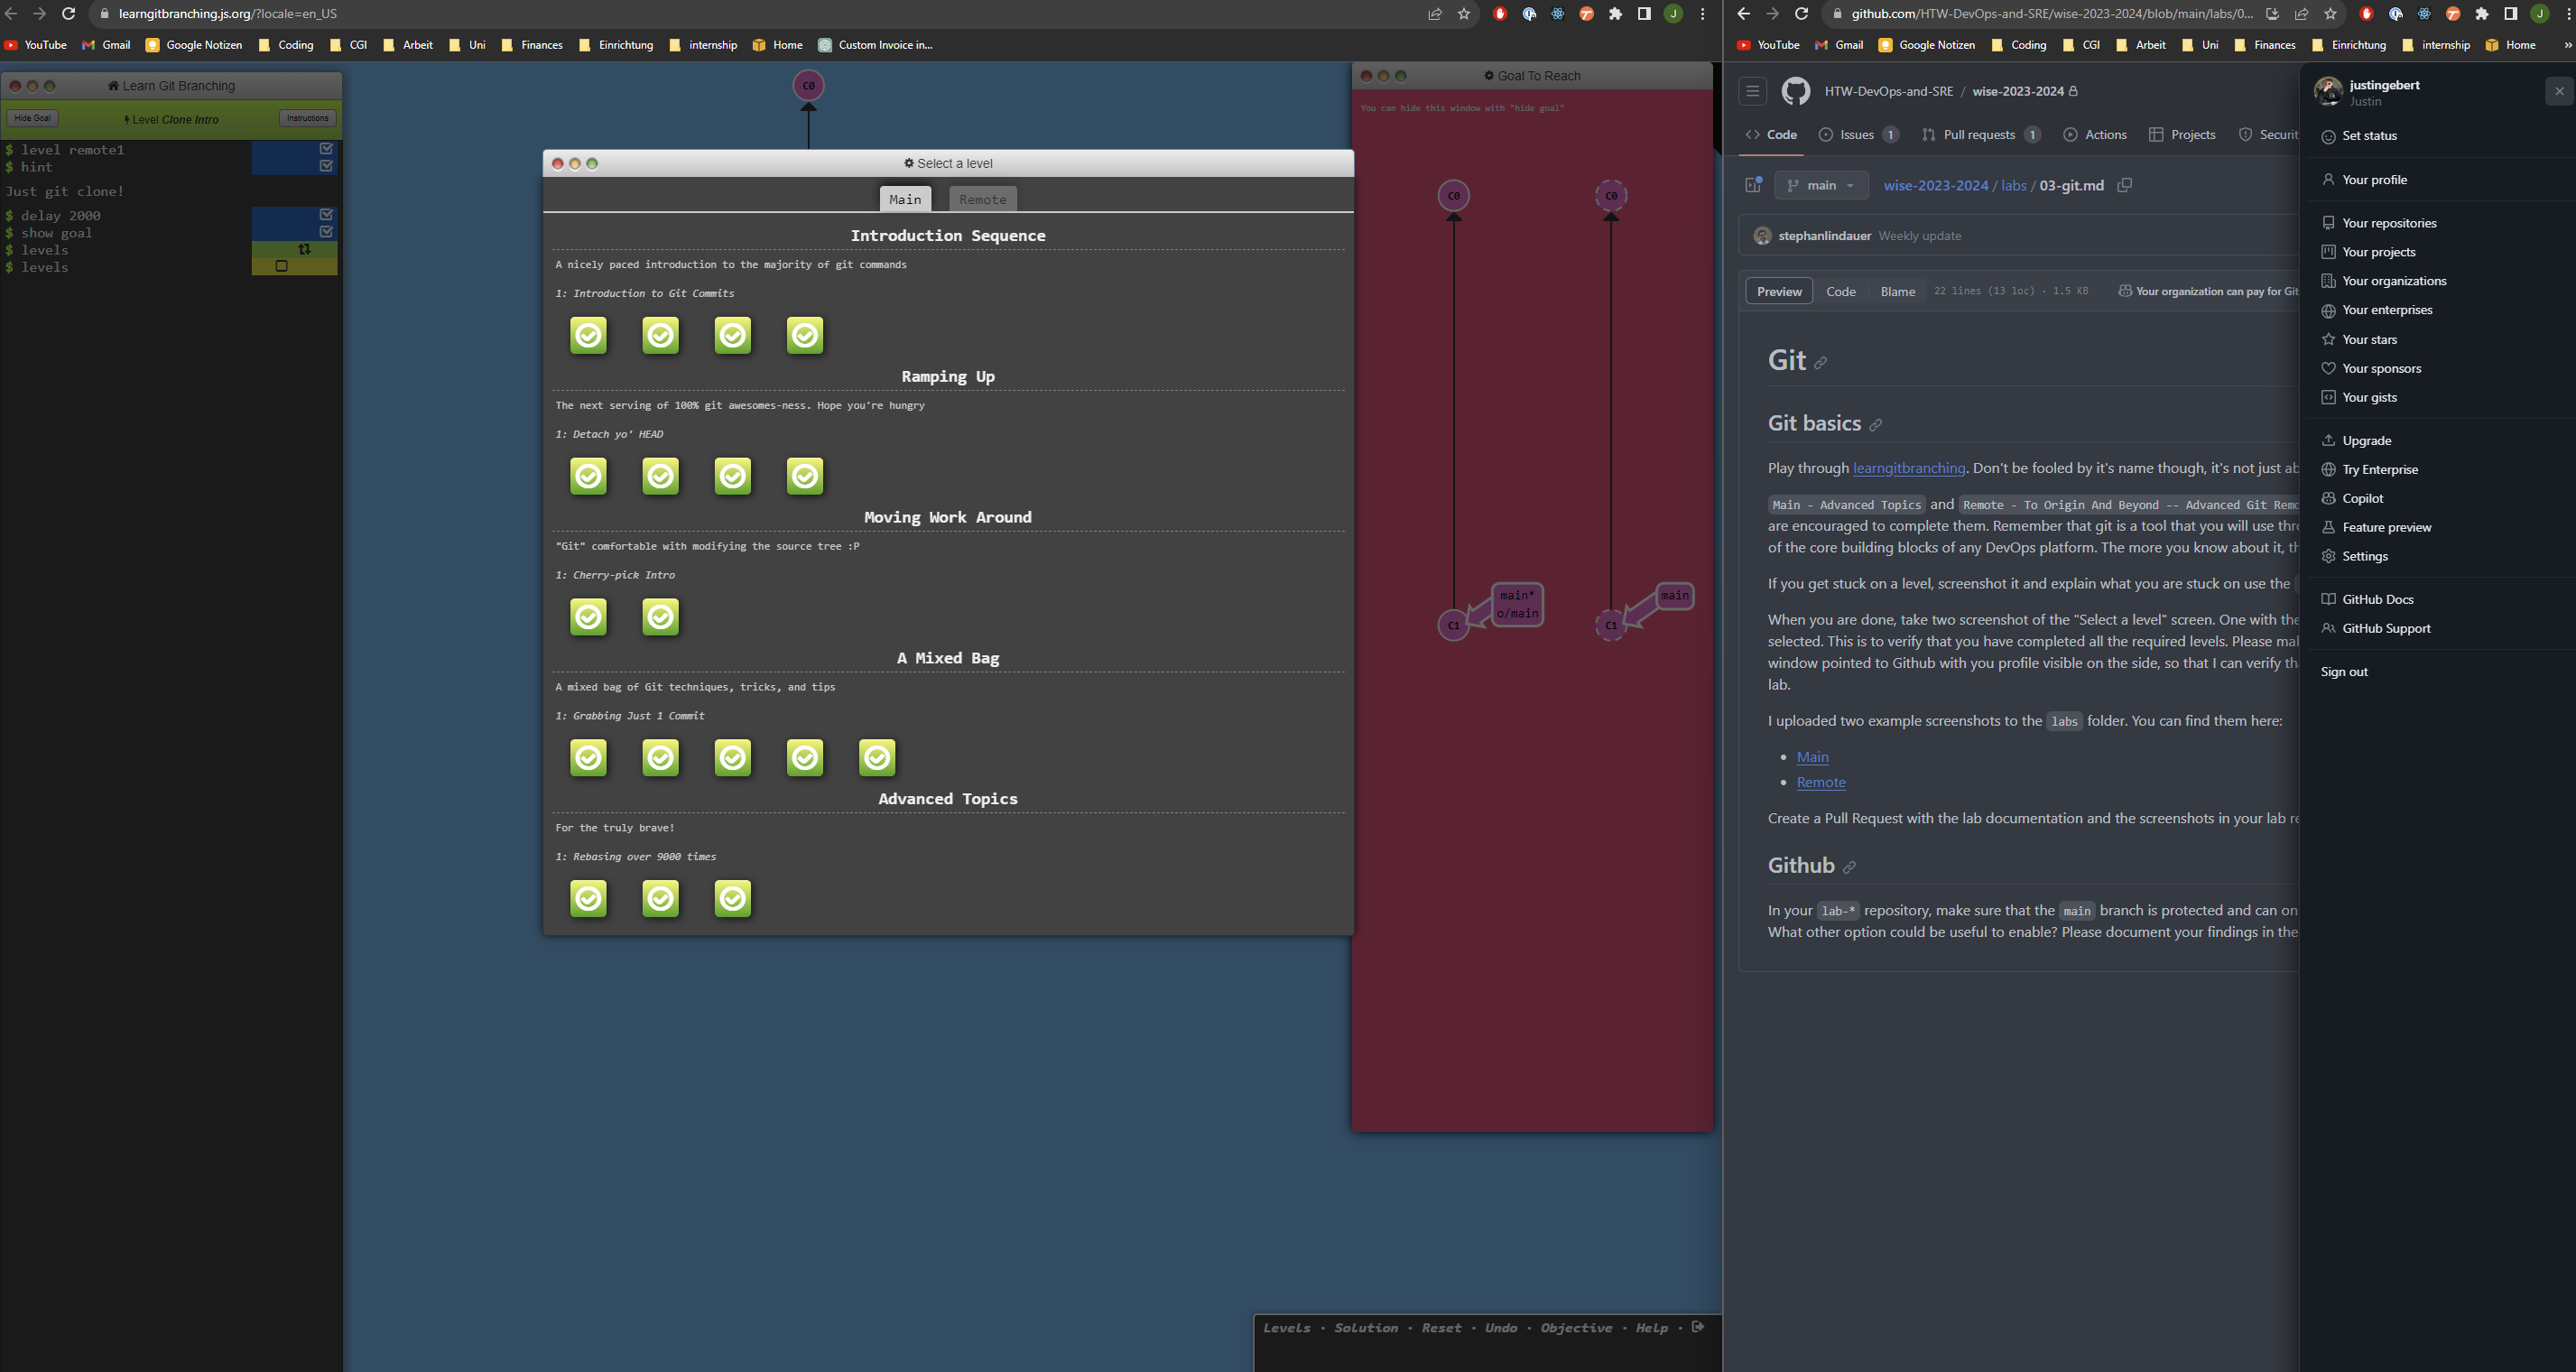 learngitbranching.js.org/?locale=en_US
YouTube Gmail Google Notizen Coding CGI Arbeit Uni Finances Einrichtung internship Home Custom Invoice in...
Learn Git Branching
Hide Goal Level Clone Intro Instructions
$ level remote1
$ hint
Just git clone!
$ delay 2000
$ show goal
$ levels
$ levels
C0
Select a level
Main Remote
Introduction Sequence
A nicely paced introduction to the majority of git commands
1: Introduction to Git Commits
Ramping Up
The next serving of 100% git awesomes-ness. Hope you're hungry
1: Detach yo' HEAD
Moving Work Around
"Git" comfortable with modifying the source tree :P
1: Cherry-pick Intro
A Mixed Bag
A mixed bag of Git techniques, tricks, and tips
1: Grabbing Just 1 Commit
Advanced Topics
For the truly brave!
1: Rebasing over 9000 times
Goal To Reach
You can hide this window with "hide goal"
C0 C0
main*
o/main
main
C1 C1
Levels · Solution · Reset · Undo · Objective · Help ·
github.com/HTW-DevOps-and-SRE/wise-2023-2024/blob/main/labs/0...
J
YouTube Gmail Google Notizen Coding CGI Arbeit Uni Finances Einrichtung internship Home »
HTW-DevOps-and-SRE / wise-2023-2024
Code Issues 1 Pull requests 1 Actions Projects Securit
main wise-2023-2024 / labs / 03-git.md
stephanlindauer Weekly update
Preview Code Blame 22 lines (13 loc) · 1.5 KB Your organization can pay for Git
Git
Git basics
Play through learngitbranching. Don't be fooled by it's name though, it's not just ab
Main - Advanced Topics and Remote - To Origin And Beyond -- Advanced Git Remo
are encouraged to complete them. Remember that git is a tool that you will use thro
of the core building blocks of any DevOps platform. The more you know about it, th
If you get stuck on a level, screenshot it and explain what you are stuck on use the
When you are done, take two screenshot of the "Select a level" screen. One with the
selected. This is to verify that you have completed all the required levels. Please mal
window pointed to Github with you profile visible on the side, so that I can verify tha
lab.
I uploaded two example screenshots to the labs folder. You can find them here:
Main
Remote
Create a Pull Request with the lab documentation and the screenshots in your lab re
Github
In your lab-* repository, make sure that the main branch is protected and can on
What other option could be useful to enable? Please document your findings in the
justingebert
Justin
Set status
Your profile
Your repositories
Your projects
Your organizations
Your enterprises
Your stars
Your sponsors
Your gists
Upgrade
Try Enterprise
Copilot
Feature preview
Settings
GitHub Docs
GitHub Support
Sign out